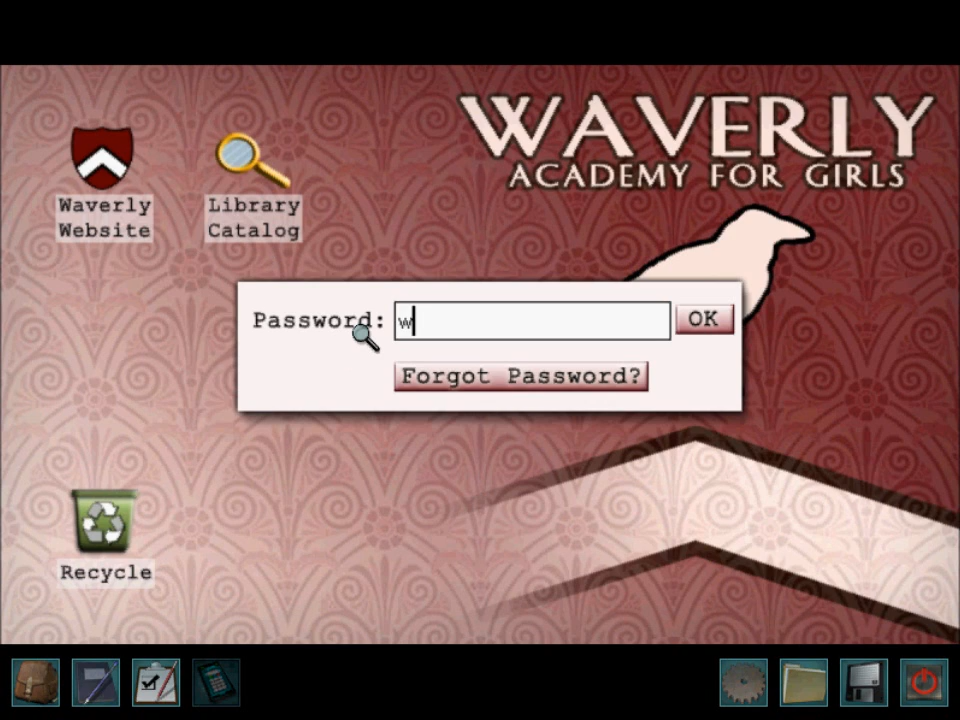 WAVERLY
ACADEMY FOR GIRLS
Waverly
Website
Library
Catalog
Password: w
OK
Forgot Password?
Recycle